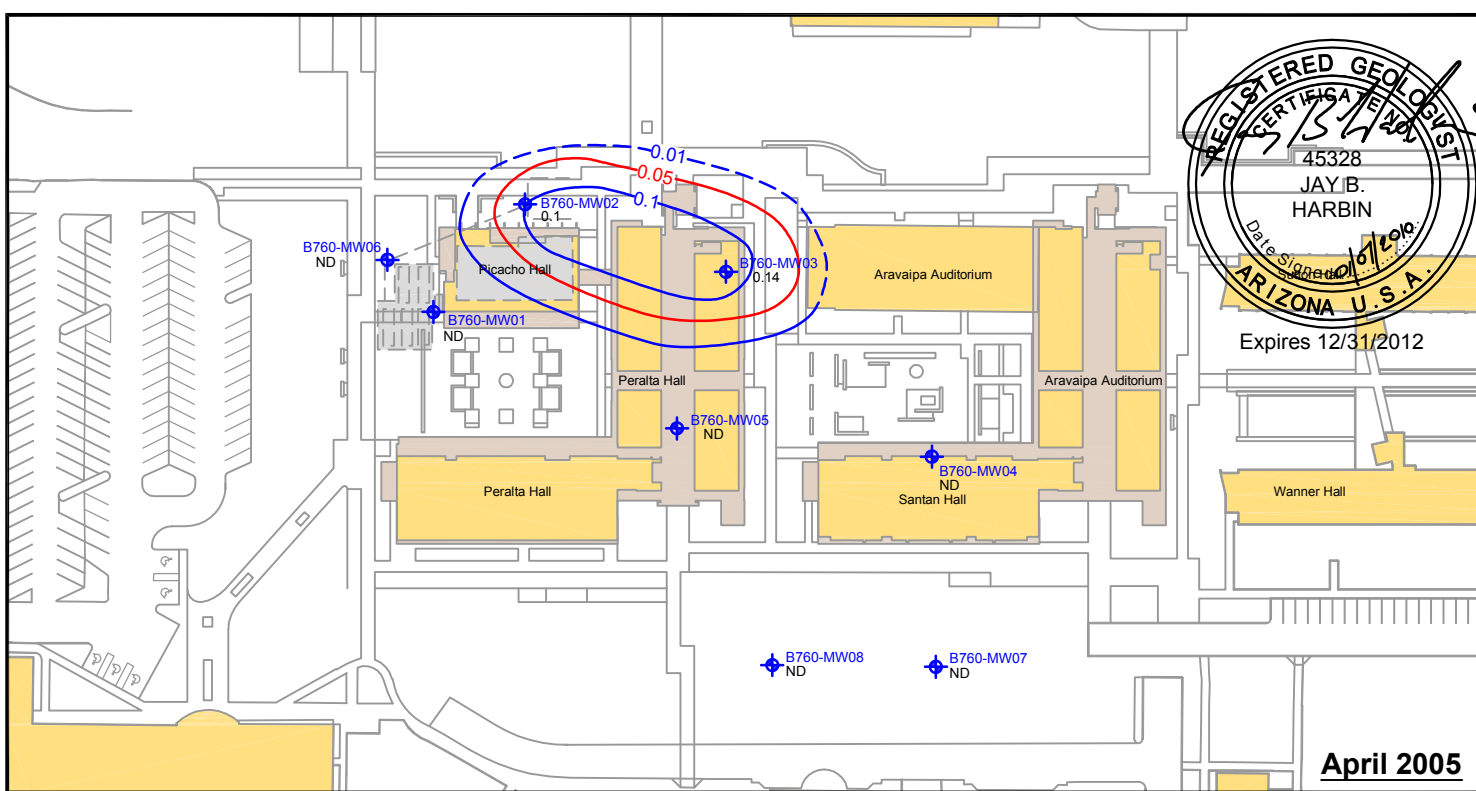 REGISTERED GEOLOGIST
CERTIFICATE NO.
45328
JAY B.
HARBIN
Date Signed
ARIZONA U.S.A.
Expires 12/31/2012
0.01
0.05
0.1
B760-MW02
0.1
B760-MW06
ND
Picacho Hall
B760-MW03
0.14
Aravaipa Auditorium
Sutton Hall
B760-MW01
ND
Peralta Hall
Aravaipa Auditorium
B760-MW05
ND
B760-MW04
ND
Peralta Hall
Santan Hall
Wanner Hall
B760-MW08
ND
B760-MW07
ND
April 2005